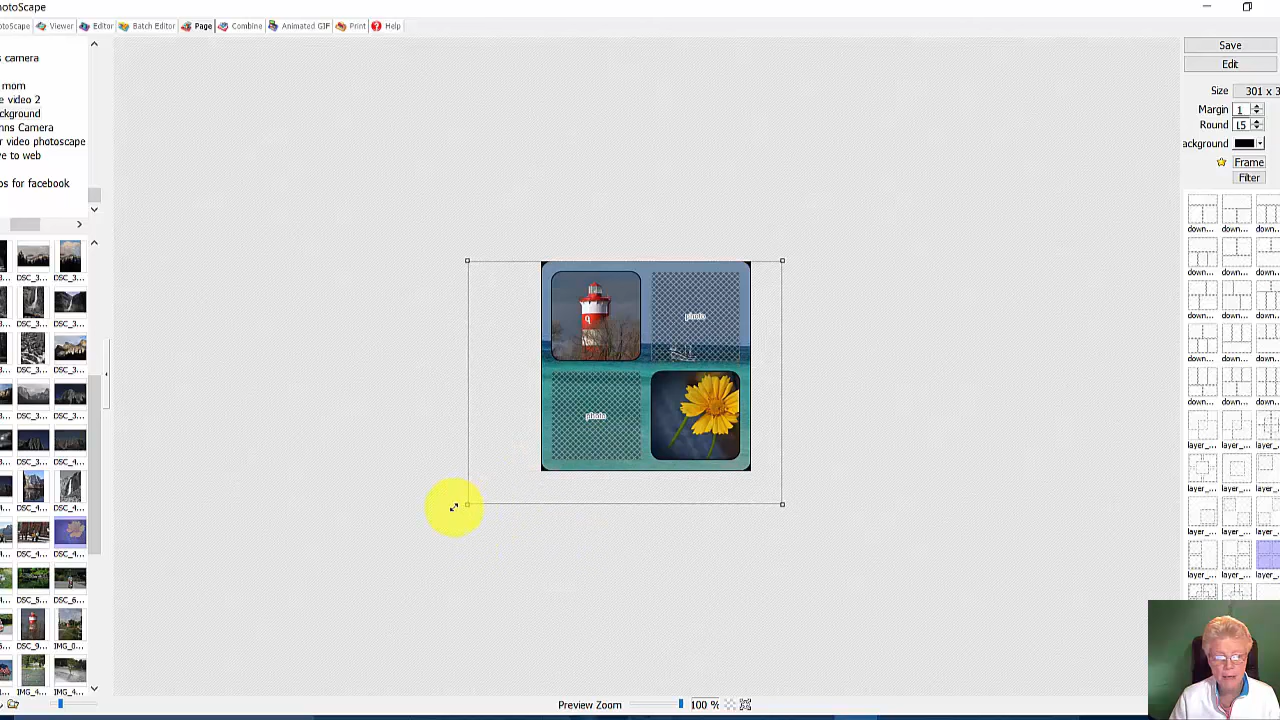 hotoScape
otoScape Viewer Editor Batch Editor Page Combine Animated GIF Print Help
s camera
mom
e video 2
ckground
nns Camera
r video photoscape
ve to web
os for facebook
DSC_3... DSC_3...
DSC_3... DSC_3...
DSC_3... DSC_3...
DSC_3... DSC_3...
DSC_3... DSC_4...
DSC_4... DSC_4...
DSC_4... DSC_4...
DSC_5... DSC_6...
DSC_9... IMG_0...
IMG_4... IMG_4...
photo
photo
Save
Edit
Size 301 x 3
Margin 1
Round 15
ackground
Frame
Filter
down... down... down...
down... down... down...
down... down... down...
down... down... down...
down... down... down...
layer_... layer_... layer_...
layer_... layer_... layer_...
layer_... layer_... layer_...
layer_... layer_... layer_...
Preview Zoom 100 %